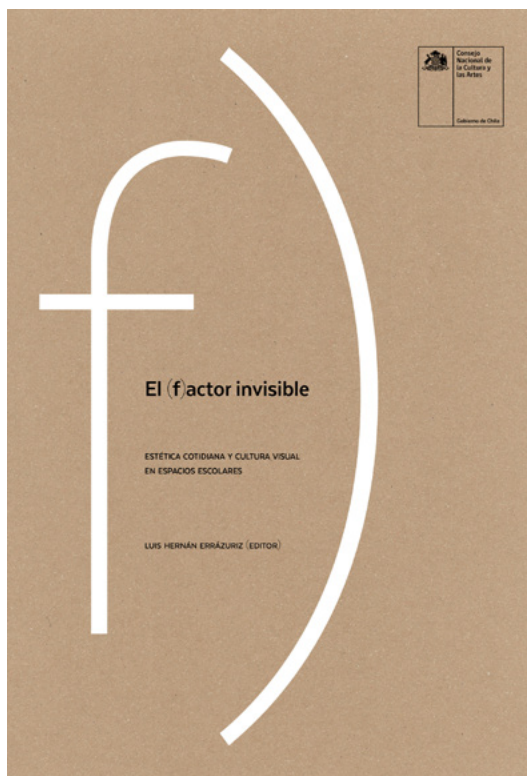 f)
Consejo
Nacional de
la Cultura y
las Artes
Gobierno de Chile
El (f)actor invisible
ESTÉTICA COTIDIANA Y CULTURA VISUAL
EN ESPACIOS ESCOLARES
LUIS HERNÁN ERRÁZURIZ (EDITOR)